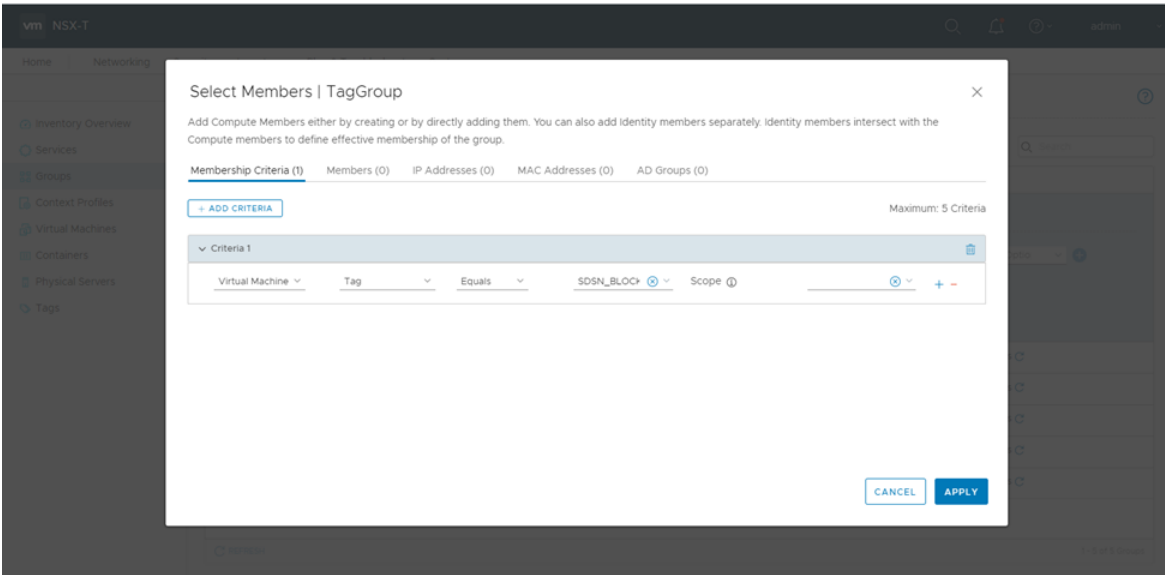 vm NSX-T
admin
Home Networking
Select Members | TagGroup
Add Compute Members either by creating or by directly adding them. You can also add Identity members separately. Identity members intersect with the
Compute members to define effective membership of the group.
Membership Criteria (1) Members (0) IP Addresses (0) MAC Addresses (0) AD Groups (0)
+ ADD CRITERIA
Maximum: 5 Criteria
Criteria 1
Virtual Machine Tag Equals SDSN_BLOCK Scope
CANCEL APPLY
Inventory Overview
Services
Groups
Context Profiles
Virtual Machines
Containers
Physical Servers
Tags